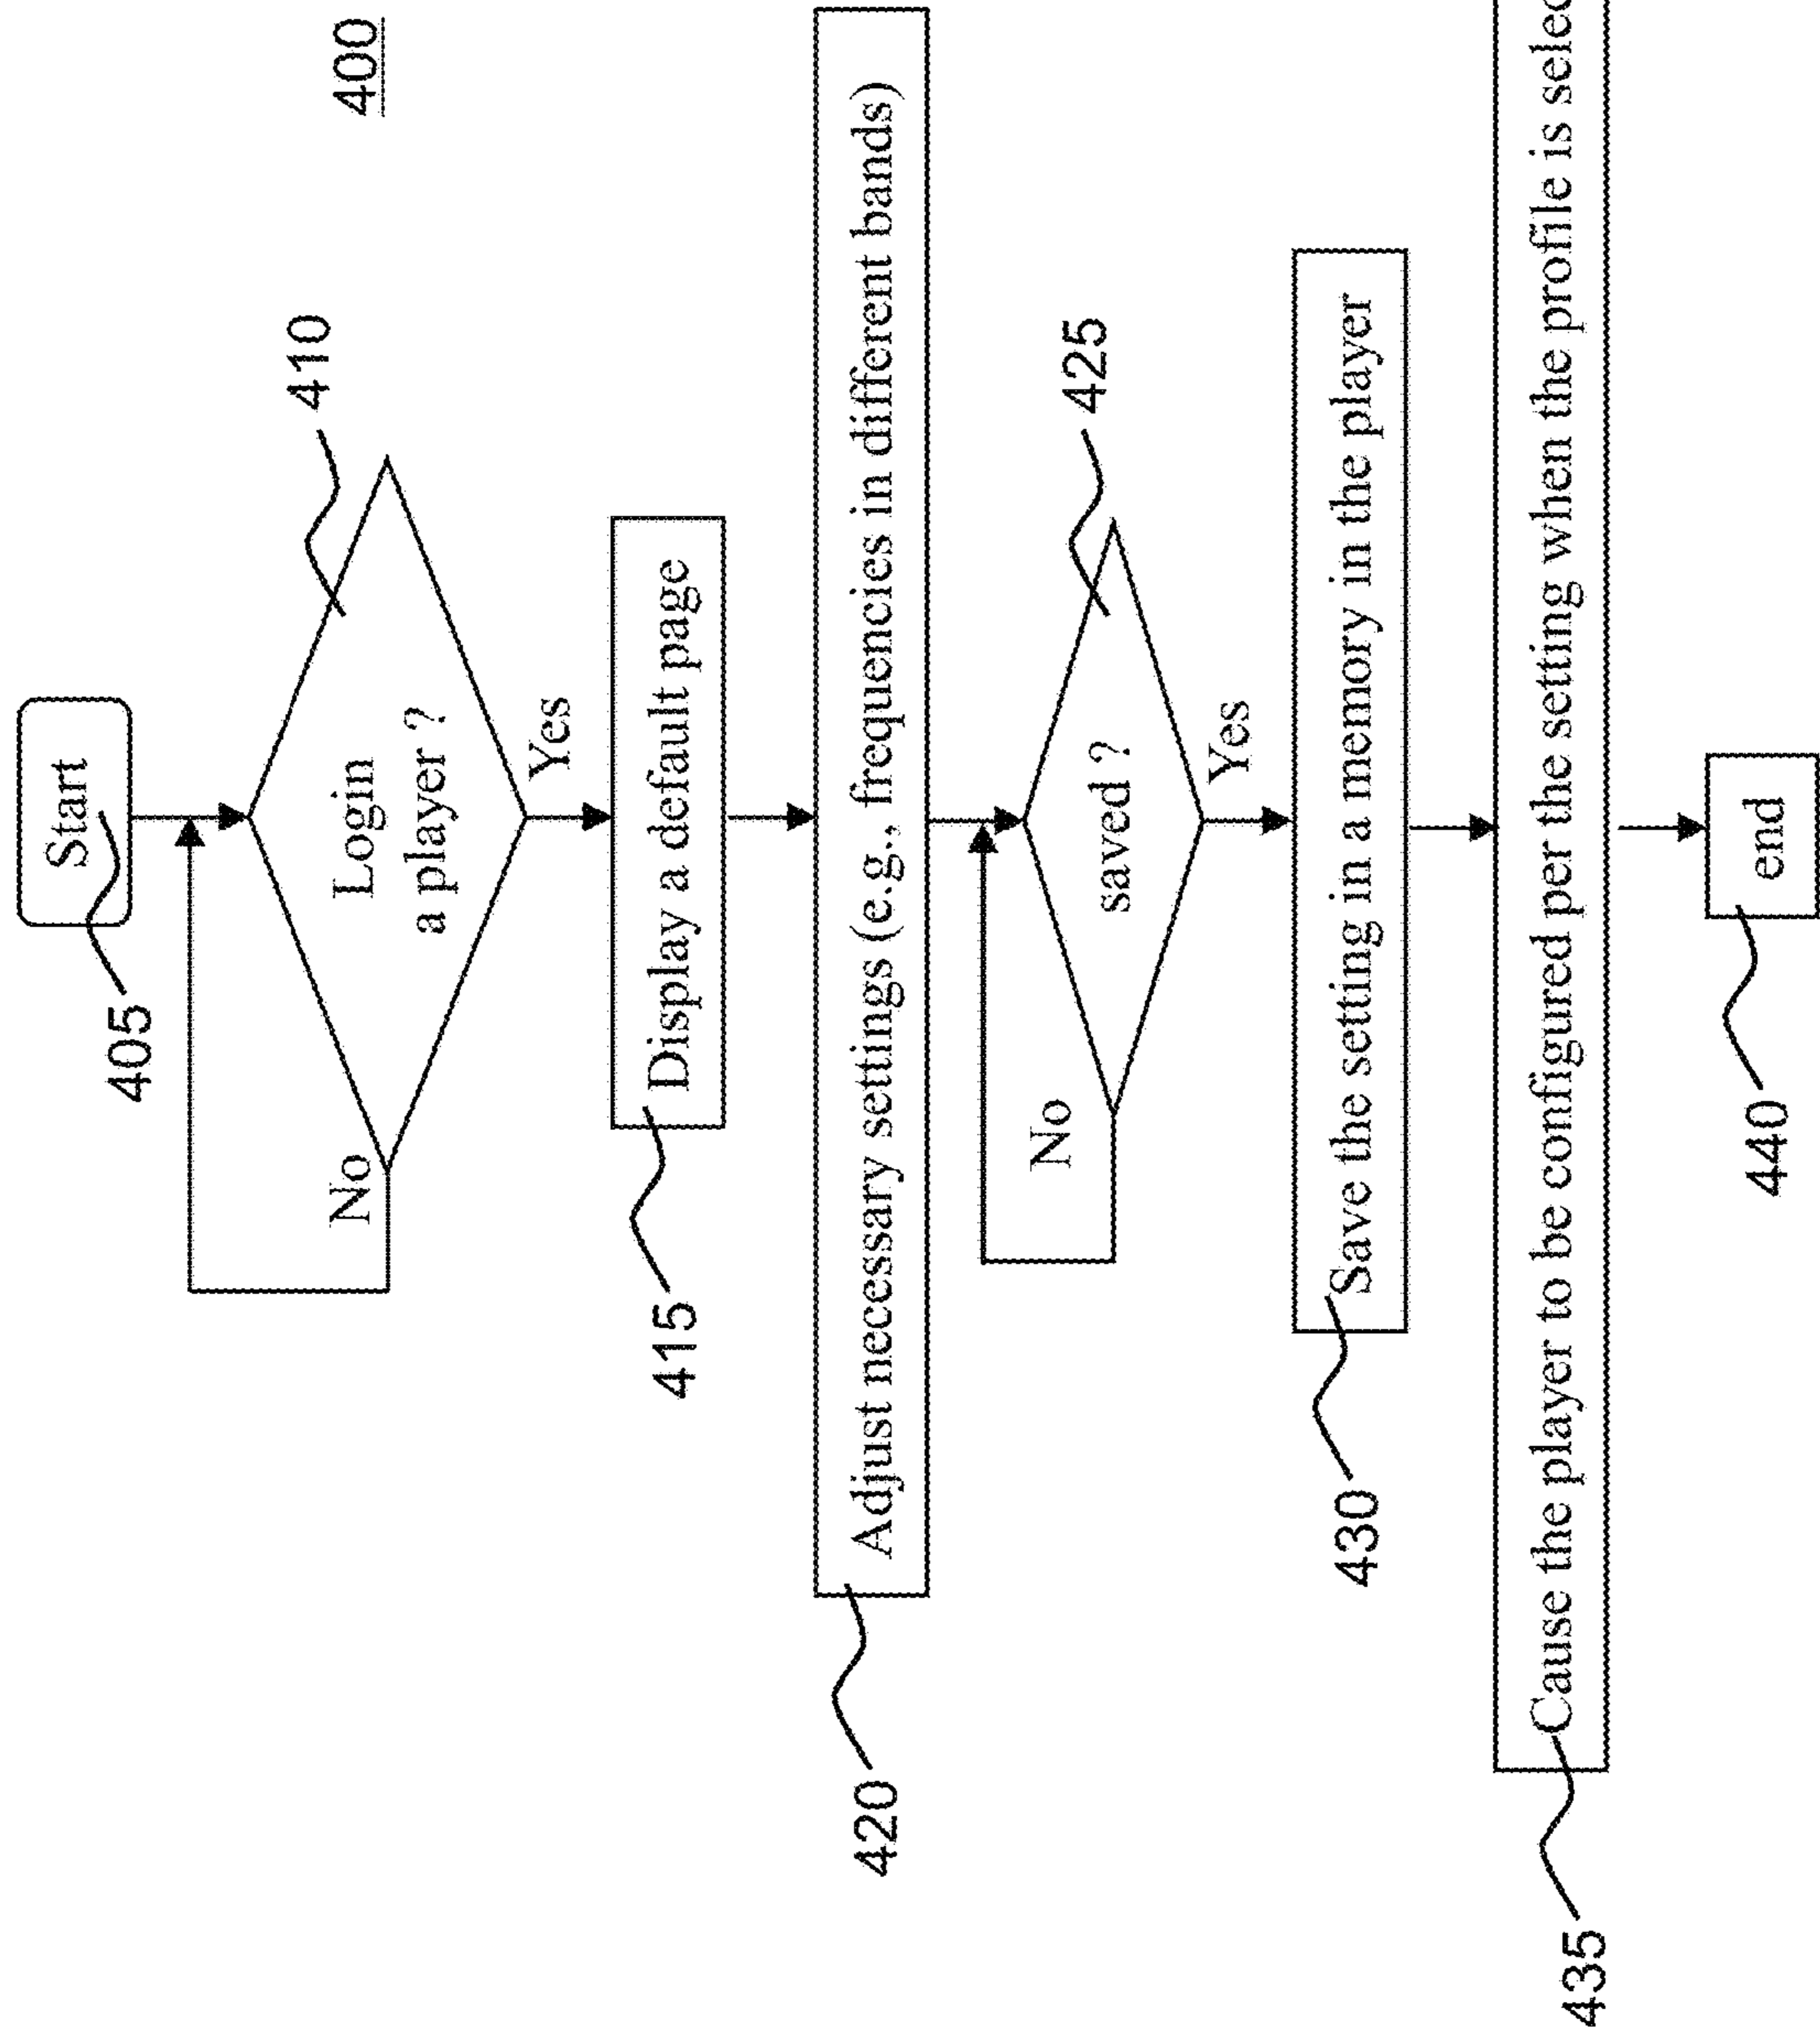 400
Start
405
Login
a player ?
410
No
Yes
Display a default page
415
Adjust necessary settings (e.g., frequencies in different bands)
420
saved ?
425
No
Yes
Save the setting in a memory in the player
430
Cause the player to be configured per the setting when the profile is
435
end
440